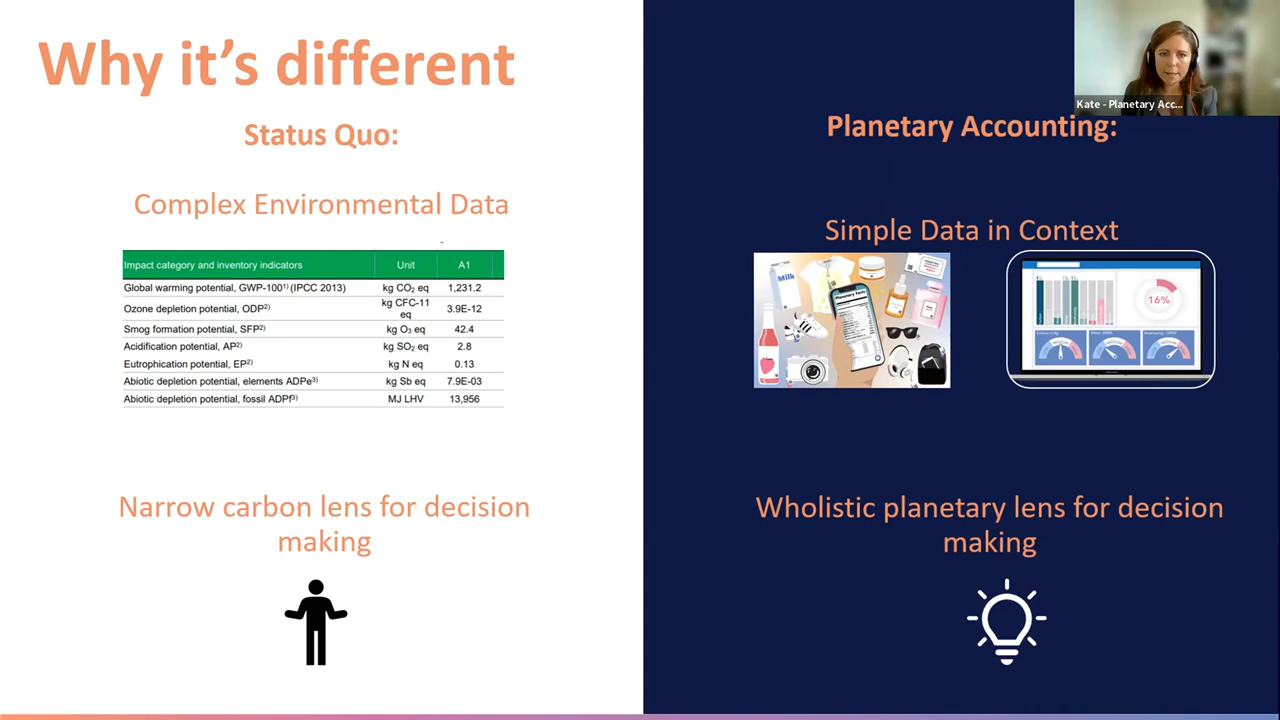 Why it's different
Status Quo:
Complex Environmental Data
Impact category and inventory indicators Unit A1
Global warming potential, GWP-100¹⁾ (IPCC 2013) kg CO₂ eq 1,231.2
Ozone depletion potential, ODP²⁾ kg CFC-11 eq 3.9E-12
Smog formation potential, SFP²⁾ kg O₃ eq 42.4
Acidification potential, AP²⁾ kg SO₂ eq 2.8
Eutrophication potential, EP²⁾ kg N eq 0.13
Abiotic depletion potential, elements ADPe³⁾ kg Sb eq 7.9E-03
Abiotic depletion potential, fossil ADPf³⁾ MJ LHV 13,956
Narrow carbon lens for decision
making
Kate - Planetary Acc...
Planetary Accounting:
Simple Data in Context
Milk
Planetary Facts
16%
Wholistic planetary lens for decision
making